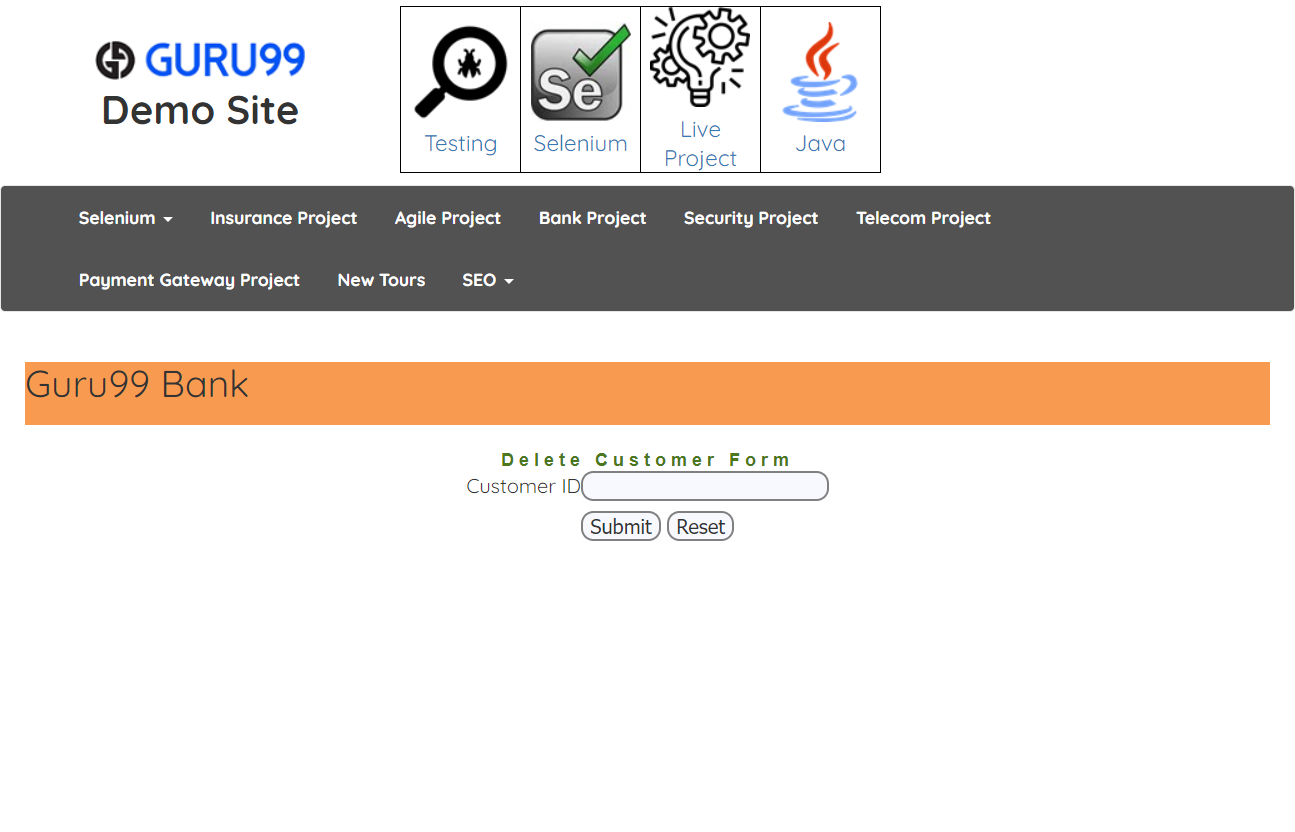 GURU99
Demo Site
Se
Testing
Selenium
Live
Project
Java
Selenium
Insurance Project
Agile Project
Bank Project
Security Project
Telecom Project
Payment Gateway Project
New Tours
SEO
Guru99 Bank
Delete Customer Form
Customer ID
Submit
Reset